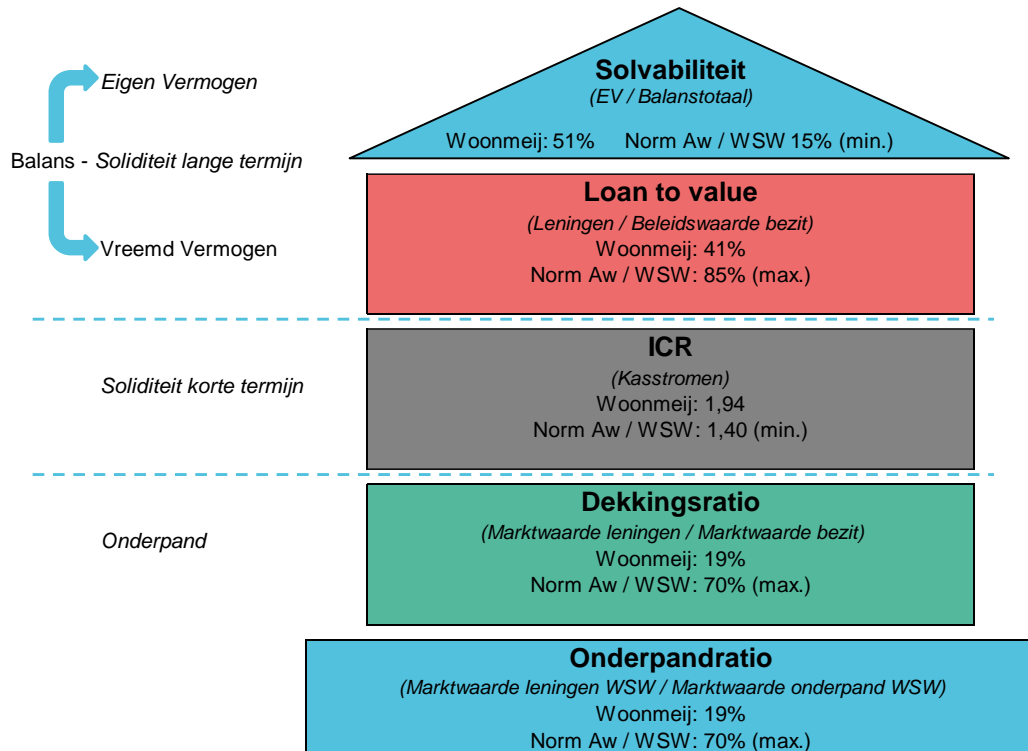 Solvabiliteit
(EV / Balanstotaal)
Woonmeij: 51% Norm Aw / WSW 15% (min.)
Eigen Vermogen
Balans - Soliditeit lange termijn
Vreemd Vermogen
Loan to value
(Leningen / Beleidswaarde bezit)
Woonmeij: 41%
Norm Aw / WSW: 85% (max.)
Soliditeit korte termijn
ICR
(Kasstromen)
Woonmeij: 1,94
Norm Aw / WSW: 1,40 (min.)
Onderpand
Dekkingsratio
(Marktwaarde leningen / Marktwaarde bezit)
Woonmeij: 19%
Norm Aw / WSW: 70% (max.)
Onderpandratio
(Marktwaarde leningen WSW / Marktwaarde onderpand WSW)
Woonmeij: 19%
Norm Aw / WSW: 70% (max.)